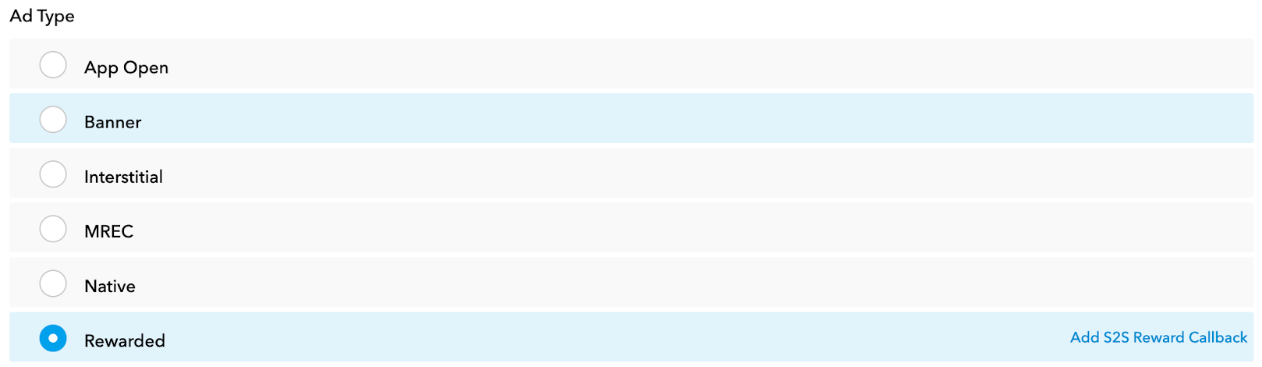 Ad Type
App Open
Banner
Interstitial
MREC
Native
Rewarded Add S2S Reward Callback